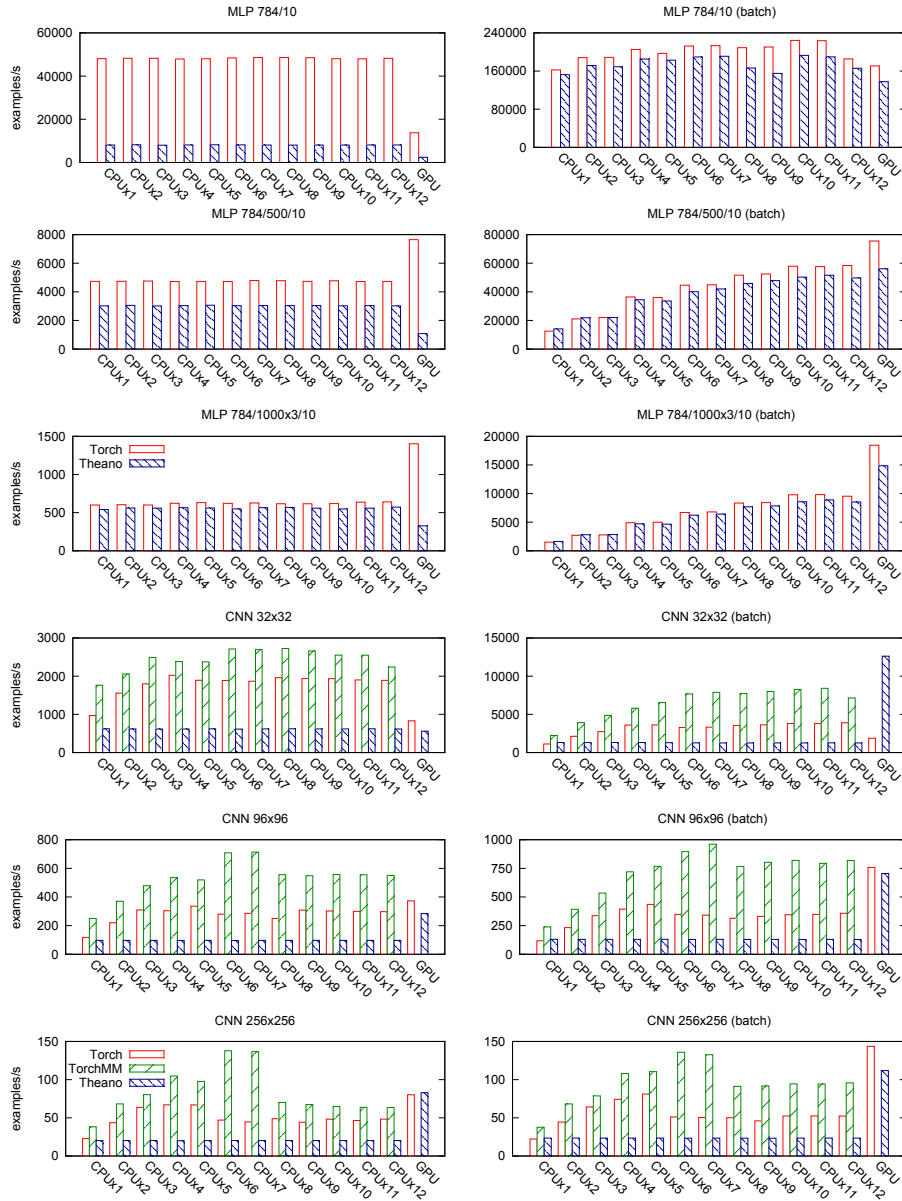 MLP 784/10
examples/s
60000
40000
20000
0
CPUx1 CPUx2 CPUx3 CPUx4 CPUx5 CPUx6 CPUx7 CPUx8 CPUx9 CPUx10 CPUx11 CPUx12 GPU
MLP 784/10 (batch)
240000
160000
80000
0
CPUx1 CPUx2 CPUx3 CPUx4 CPUx5 CPUx6 CPUx7 CPUx8 CPUx9 CPUx10 CPUx11 CPUx12 GPU
MLP 784/500/10
examples/s
8000
6000
4000
2000
0
CPUx1 CPUx2 CPUx3 CPUx4 CPUx5 CPUx6 CPUx7 CPUx8 CPUx9 CPUx10 CPUx11 CPUx12 GPU
MLP 784/500/10 (batch)
80000
60000
40000
20000
0
CPUx1 CPUx2 CPUx3 CPUx4 CPUx5 CPUx6 CPUx7 CPUx8 CPUx9 CPUx10 CPUx11 CPUx12 GPU
MLP 784/1000x3/10
examples/s
1500
1000
500
0
Torch
Theano
CPUx1 CPUx2 CPUx3 CPUx4 CPUx5 CPUx6 CPUx7 CPUx8 CPUx9 CPUx10 CPUx11 CPUx12 GPU
MLP 784/1000x3/10 (batch)
20000
15000
10000
5000
0
CPUx1 CPUx2 CPUx3 CPUx4 CPUx5 CPUx6 CPUx7 CPUx8 CPUx9 CPUx10 CPUx11 CPUx12 GPU
CNN 32x32
examples/s
3000
2000
1000
0
CPUx1 CPUx2 CPUx3 CPUx4 CPUx5 CPUx6 CPUx7 CPUx8 CPUx9 CPUx10 CPUx11 CPUx12 GPU
CNN 32x32 (batch)
15000
10000
5000
0
CPUx1 CPUx2 CPUx3 CPUx4 CPUx5 CPUx6 CPUx7 CPUx8 CPUx9 CPUx10 CPUx11 CPUx12 GPU
CNN 96x96
examples/s
800
600
400
200
0
CPUx1 CPUx2 CPUx3 CPUx4 CPUx5 CPUx6 CPUx7 CPUx8 CPUx9 CPUx10 CPUx11 CPUx12 GPU
CNN 96x96 (batch)
1000
750
500
250
0
CPUx1 CPUx2 CPUx3 CPUx4 CPUx5 CPUx6 CPUx7 CPUx8 CPUx9 CPUx10 CPUx11 CPUx12 GPU
CNN 256x256
examples/s
150
100
50
0
Torch
TorchMM
Theano
CPUx1 CPUx2 CPUx3 CPUx4 CPUx5 CPUx6 CPUx7 CPUx8 CPUx9 CPUx10 CPUx11 CPUx12 GPU
CNN 256x256 (batch)
150
100
50
0
CPUx1 CPUx2 CPUx3 CPUx4 CPUx5 CPUx6 CPUx7 CPUx8 CPUx9 CPUx10 CPUx11 CPUx12 GPU